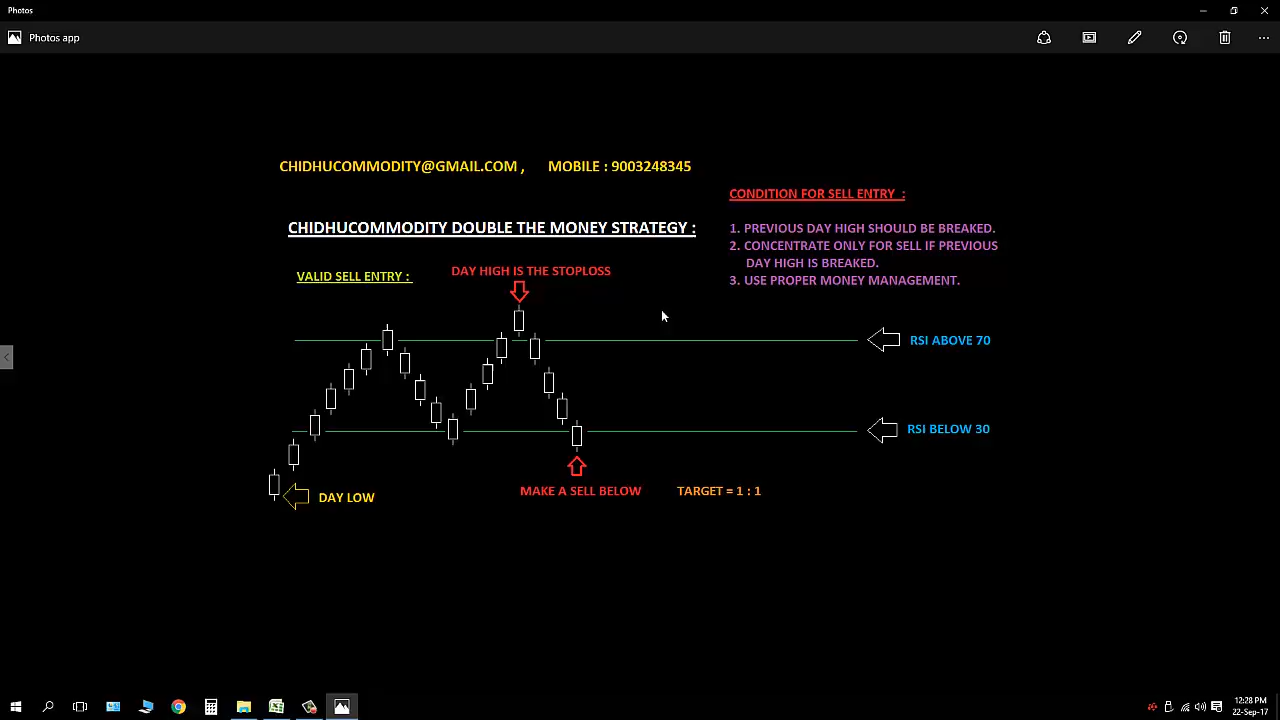 Photos
Photos app
CHIDHUCOMMODITY@GMAIL.COM , MOBILE : 9003248345
CONDITION FOR SELL ENTRY :
CHIDHUCOMMODITY DOUBLE THE MONEY STRATEGY :
1. PREVIOUS DAY HIGH SHOULD BE BREAKED.
2. CONCENTRATE ONLY FOR SELL IF PREVIOUS
DAY HIGH IS BREAKED.
3. USE PROPER MONEY MANAGEMENT.
VALID SELL ENTRY :
DAY HIGH IS THE STOPLOSS
RSI ABOVE 70
RSI BELOW 30
DAY LOW
MAKE A SELL BELOW
TARGET = 1 : 1
12:28 PM
22-Sep-17